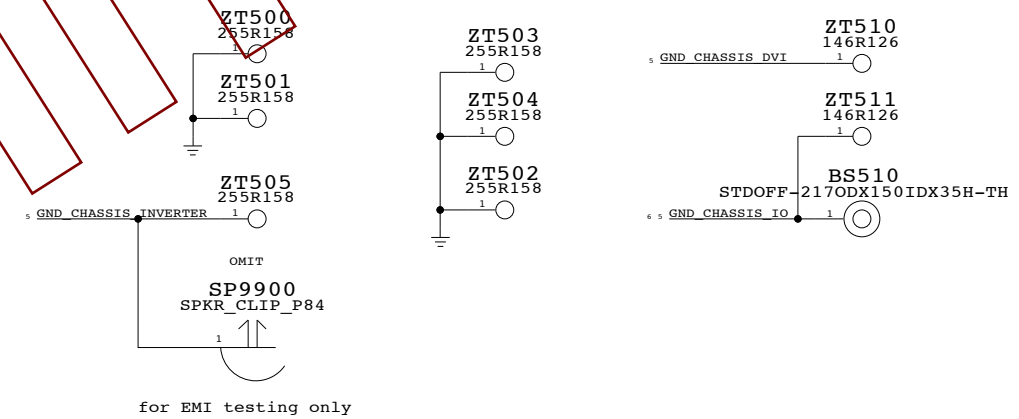 ZT500
255R158
1
ZT501
255R158
1
ZT505
255R158
5 GND_CHASSIS_INVERTER 1
OMIT
SP9900
SPKR_CLIP_P84
1
for EMI testing only
ZT503
255R158
1
ZT504
255R158
1
ZT502
255R158
1
ZT510
146R126
5 GND_CHASSIS_DVI 1
ZT511
146R126
1
BS510
STDOFF-217ODX150IDX35H-TH
6 5 GND_CHASSIS_IO 1